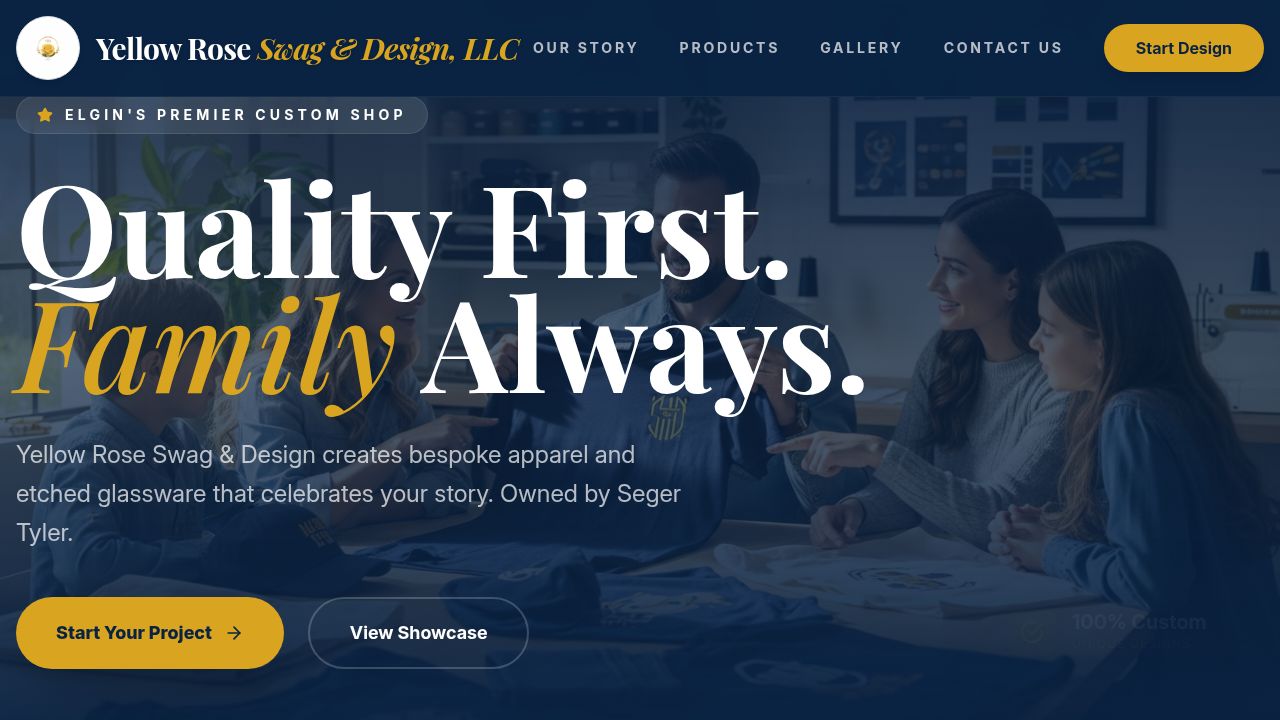 Yellow Rose Swag & Design, LLC
OUR STORY
PRODUCTS
GALLERY
CONTACT US
Start Design
ELGIN'S PREMIER CUSTOM SHOP
Quality First.
Family Always.
Yellow Rose Swag & Design creates bespoke apparel and
etched glassware that celebrates your story. Owned by Seger
Tyler.
Start Your Project
View Showcase
100% Custom